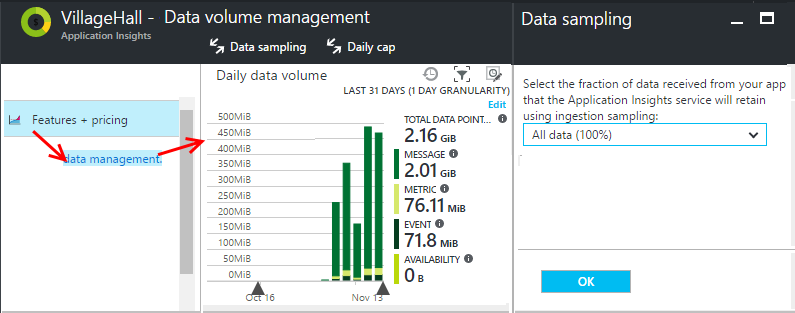 VillageHall - Data volume management
Application Insights
Data sampling
Daily cap
Features + pricing
data management.
Daily data volume
LAST 31 DAYS (1 DAY GRANULARITY)
Edit
500MiB
450MiB
400MiB
350MiB
300MiB
250MiB
200MiB
150MiB
100MiB
50MiB
0MiB
Oct 16
Nov 13
TOTAL DATA POINT...
2.16 GiB
MESSAGE
2.01 GiB
METRIC
76.11 MiB
EVENT
71.8 MiB
AVAILABILITY
0 B
Data sampling
Select the fraction of data received from your app
that the Application Insights service will retain
using ingestion sampling:
All data (100%)
OK